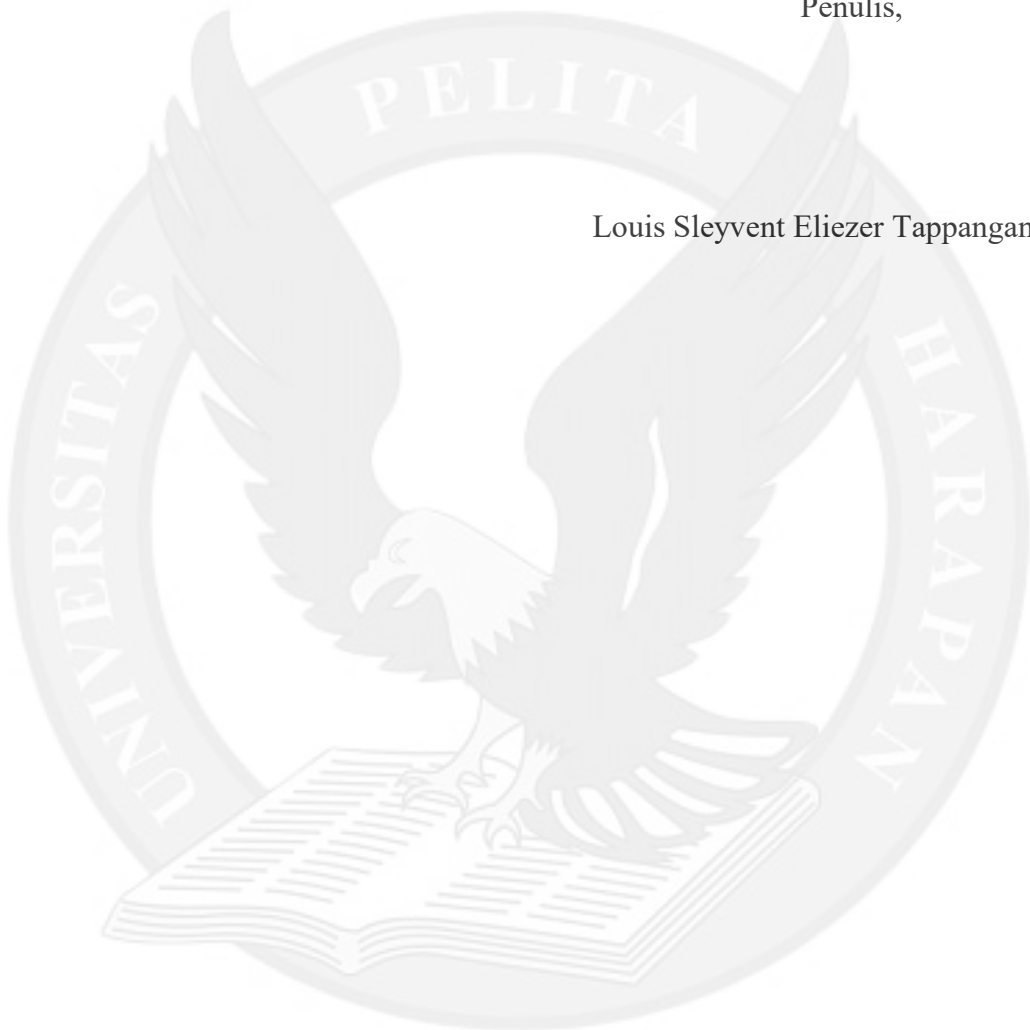 Penulis,
PELITA
Louis Sleyvent Eliezer Tappangan
UNIVERSITAS
HARAPAN